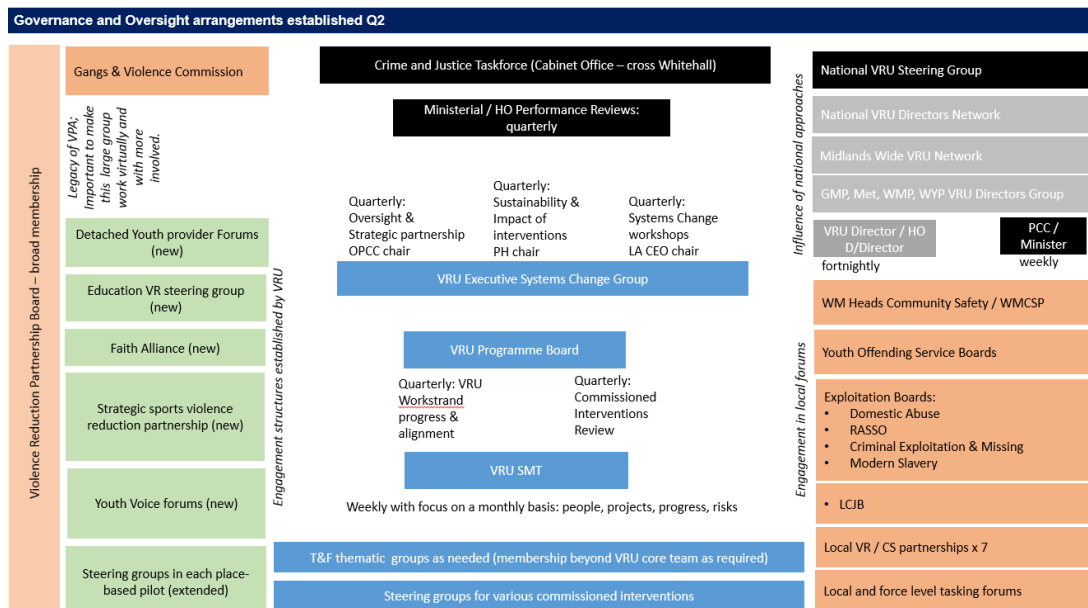 Governance and Oversight arrangements established Q2
Violence Reduction Partnership Board – broad membership
Gangs & Violence Commission
Legacy of VPA;
Important to make
this large group
work virtually and
with more
involved.
Detached Youth provider Forums
(new)
Education VR steering group
(new)
Faith Alliance (new)
Strategic sports violence
reduction partnership (new)
Youth Voice forums (new)
Steering groups in each place-
based pilot (extended)
Engagement structures established by VRU
Crime and Justice Taskforce (Cabinet Office – cross Whitehall)
Ministerial / HO Performance Reviews:
quarterly
Quarterly:
Oversight &
Strategic partnership
OPCC chair
Quarterly:
Sustainability &
Impact of
interventions
PH chair
Quarterly:
Systems Change
workshops
LA CEO chair
VRU Executive Systems Change Group
VRU Programme Board
Quarterly: VRU
Workstrand
progress &
alignment
Quarterly:
Commissioned
Interventions
Review
VRU SMT
Weekly with focus on a monthly basis: people, projects, progress, risks
T&F thematic groups as needed (membership beyond VRU core team as required)
Steering groups for various commissioned interventions
Influence of national approaches
National VRU Steering Group
National VRU Directors Network
Midlands Wide VRU Network
GMP, Met, WMP, WYP VRU Directors Group
VRU Director / HO
D/Director
fortnightly
PCC /
Minister
weekly
Engagement in local forums
WM Heads Community Safety / WMCSP
Youth Offending Service Boards
Exploitation Boards:
• Domestic Abuse
• RASSO
• Criminal Exploitation & Missing
• Modern Slavery
• LCJB
Local VR / CS partnerships x 7
Local and force level tasking forums